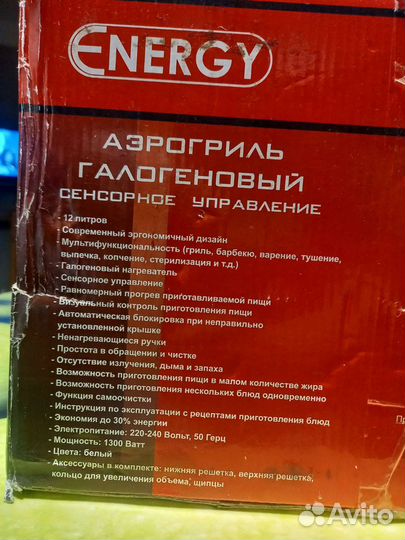 ENERGY
АЭРОГРИЛЬ
ГАЛОГЕНОВЫЙ
СЕНСОРНОЕ УПРАВЛЕНИЕ
- 12 литров
- Современный эргономичный дизайн
- Мультифункциональность (гриль, барбекю, варение, тушение,
выпечка, копчение, стерилизация и т.д.)
- Галогеновый нагреватель
- Сенсорное управление
- Равномерный прогрев приготавливаемой пищи
- Визуальный контроль приготовления пищи
- Автоматическая блокировка при неправильно
установленной крышке
- Ненагревающиеся ручки
- Простота в обращении и чистке
- Отсутствие излучения, дыма и запаха
- Возможность приготовления пищи в малом количестве жира
- Возможность приготовления нескольких блюд одновременно
- Функция самоочистки
- Инструкция по эксплуатации с рецептами приготовления блюд
- Экономия до 30% энергии
- Электропитание: 220-240 Вольт, 50 Герц
- Мощность: 1300 Ватт
- Цвета: белый
- Аксессуары в комплекте: нижняя решетка, верхняя решетка,
кольцо для увеличения объема, щипцы
Avito